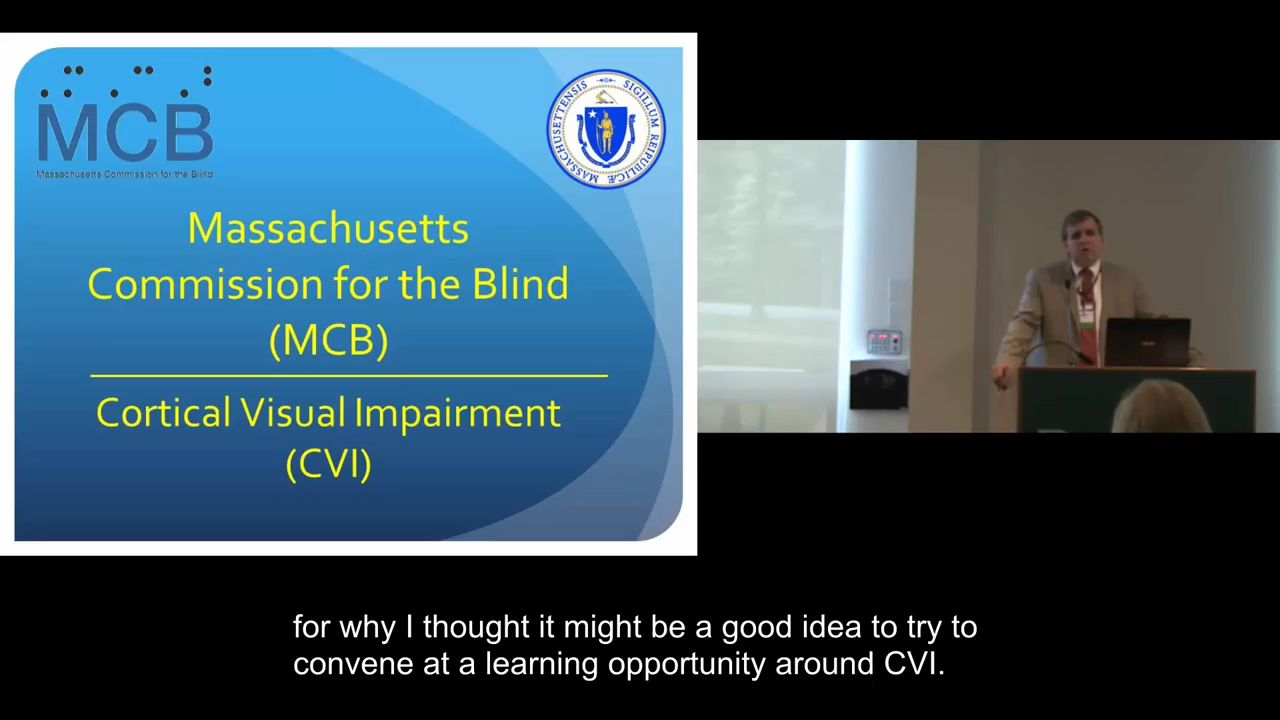 MCB
Massachusetts Commission for the Blind
MASSACHUSETTENSIS SIGILLUM REIPUBLICÆ
Massachusetts
Commission for the Blind
(MCB)
Cortical Visual Impairment
(CVI)
for why I thought it might be a good idea to try to
convene at a learning opportunity around CVI.